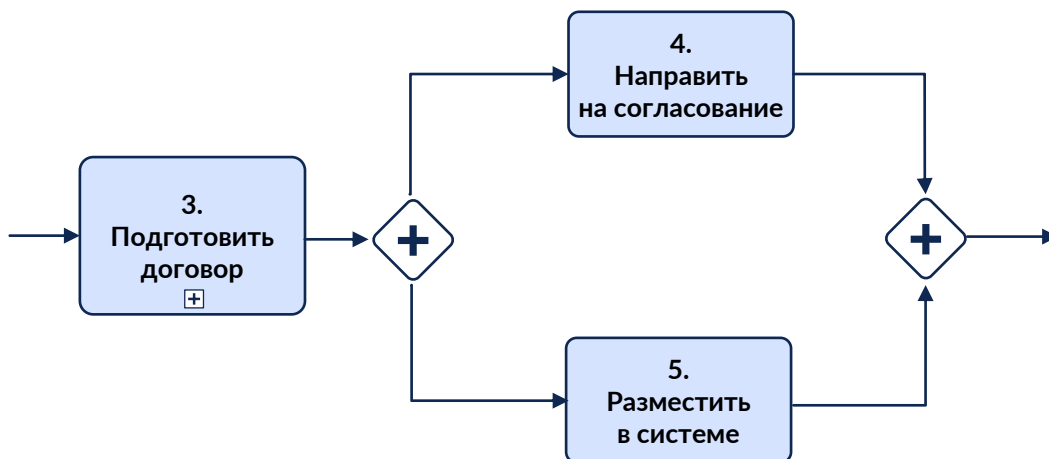 3.
Подготовить
договор
4.
Направить
на согласование
5.
Разместить
в системе